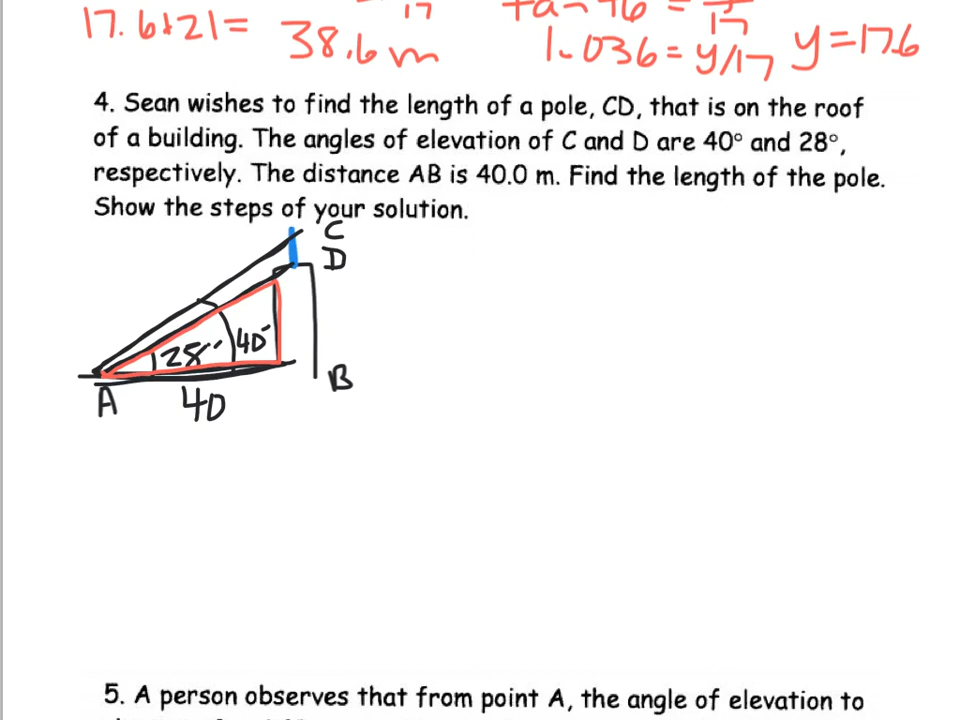 17
17.6+21= 38.6m
1.036=y/17 y=17.6
4. Sean wishes to find the length of a pole, CD, that is on the roof
of a building. The angles of elevation of C and D are 40° and 28°,
respectively. The distance AB is 40.0 m. Find the length of the pole.
Show the steps of your solution.
C
D
28° 40°
A 40 B
5. A person observes that from point A, the angle of elevation to